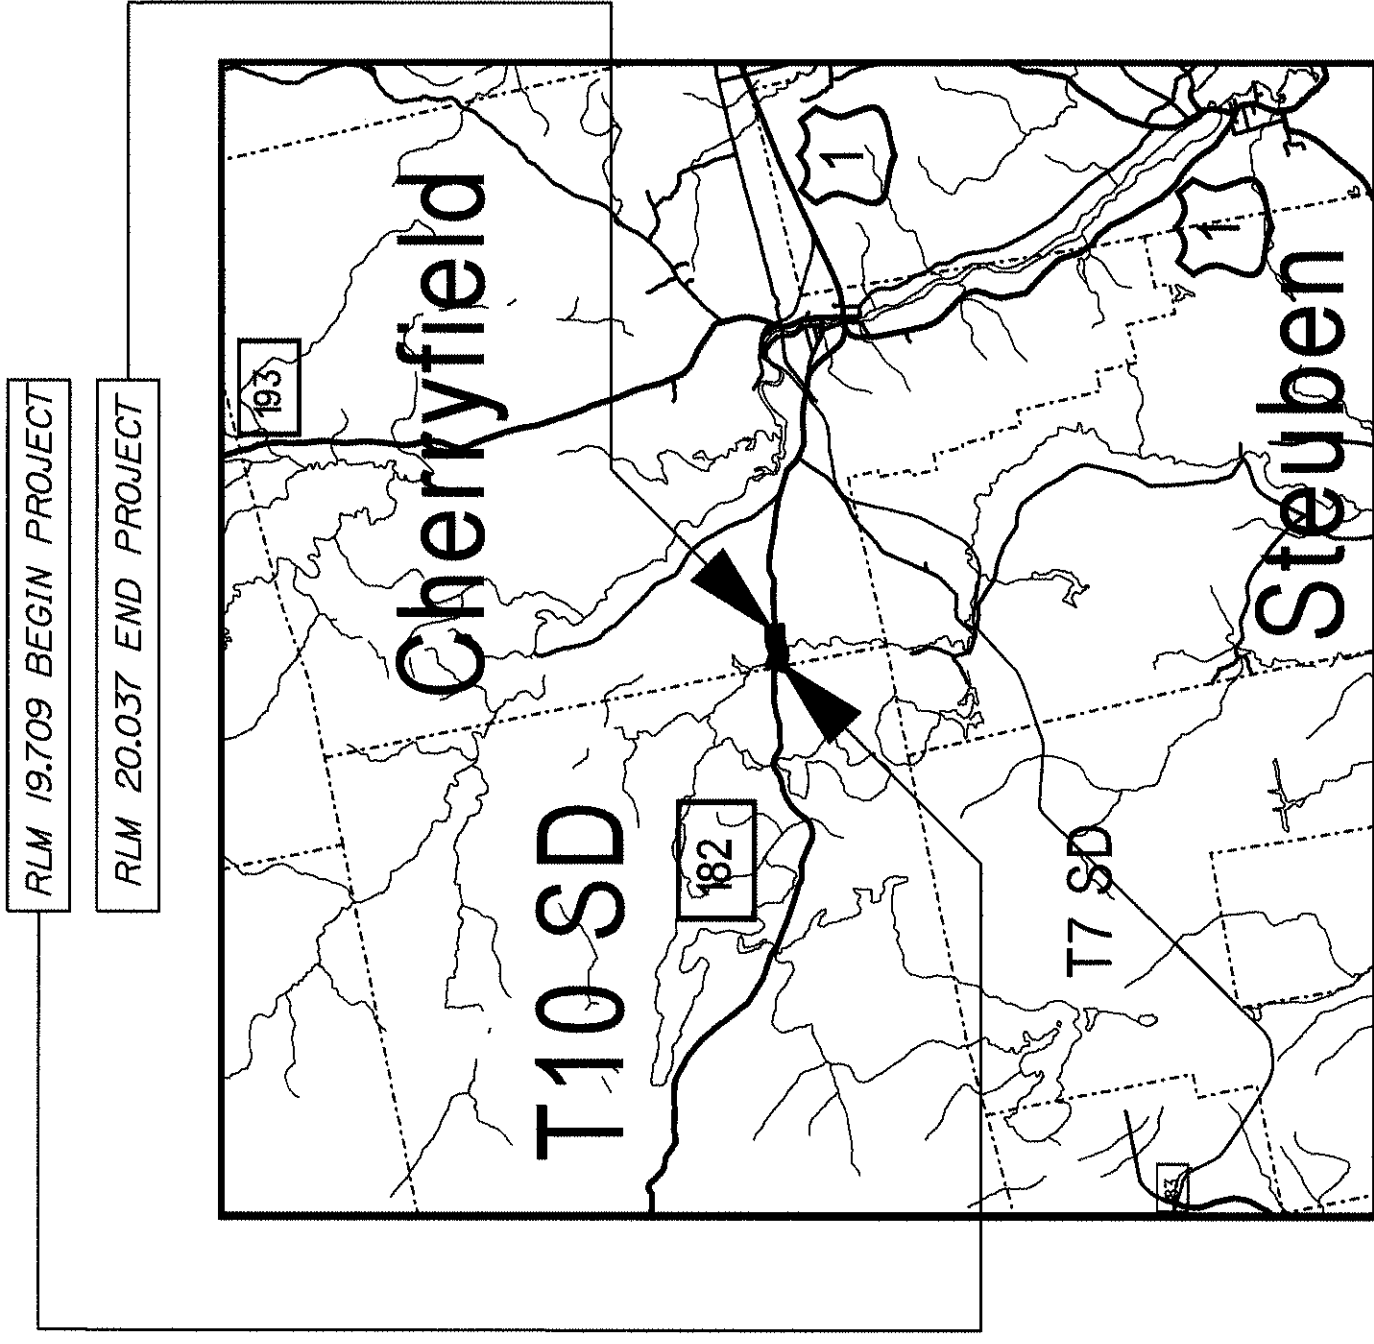 RLM 19.709 BEGIN PROJECT
RLM 20.037 END PROJECT
193
Cherryfield
T10 SD
182
1
1
T7 SD
Steuben